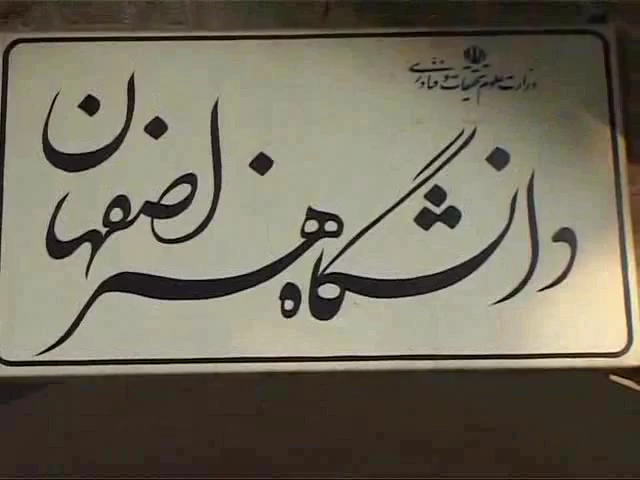 وزارت علوم تحقیقات و فناوری
دانشگاه هنر اصفهان